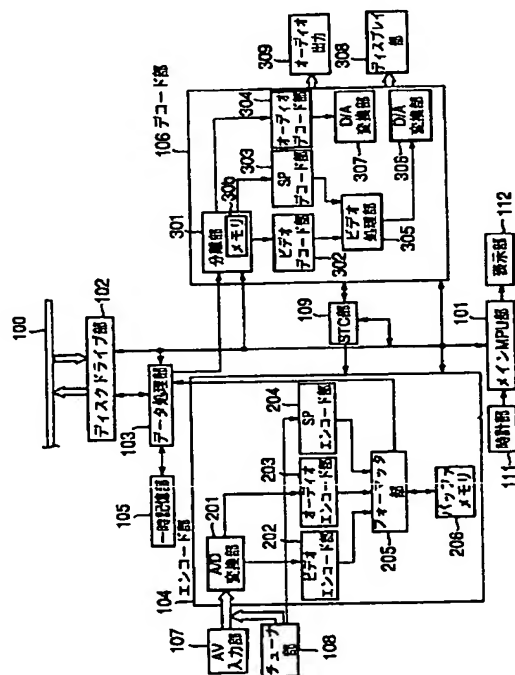 100
ディスクドライブ部
102
データ処理部
103
一時記憶部
105
104
エンコード部
AV
入力部
107
チューナ
部
108
A/D
変換部
201
ビデオ
エンコード部
202
オーディオ
エンコード部
203
SP
エンコード部
204
フォーマッタ
部
205
バッファ
メモリ
206
STC部
109
メインMPU部
101
時計部
111
表示部
112
106 デコード部
分離部
301
メモリ
30b
ビデオ
デコード部
302
SP
デコード部
303
オーディオ
デコード部
304
ビデオ
処理部
305
D/A
変換部
307
D/A
変換部
306
オーディオ
出力
309
ディスプレイ
部
308